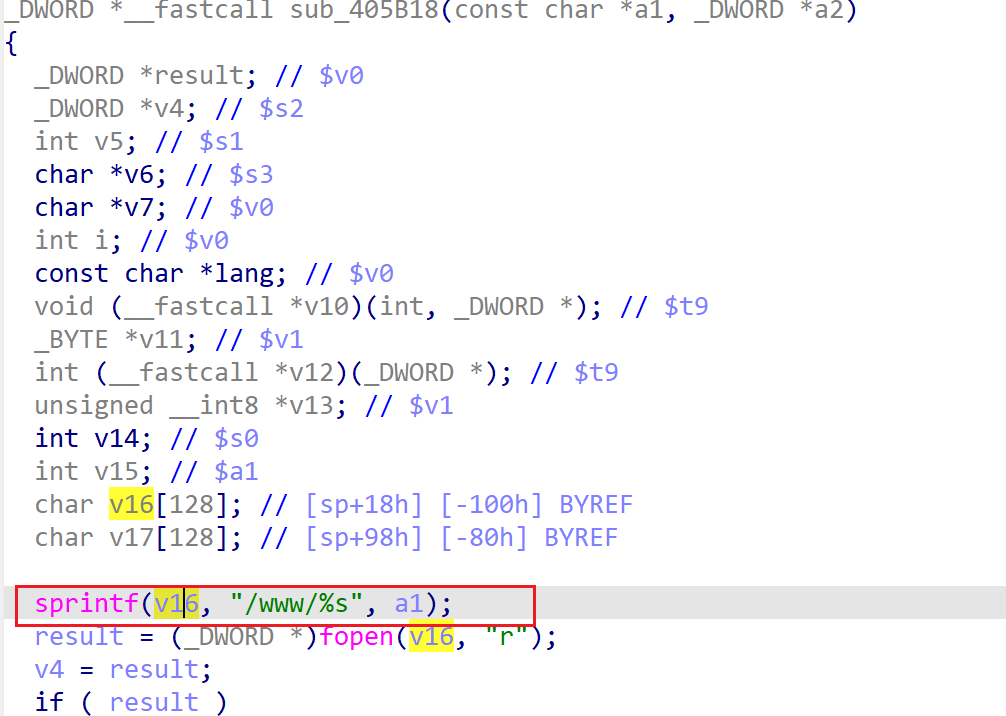 _DWORD *__fastcall sub_405B18(const char *a1, _DWORD *a2)
{
_DWORD *result; // $v0
_DWORD *v4; // $s2
int v5; // $s1
char *v6; // $s3
char *v7; // $v0
int i; // $v0
const char *lang; // $v0
void (__fastcall *v10)(int, _DWORD *); // $t9
_BYTE *v11; // $v1
int (__fastcall *v12)(_DWORD *); // $t9
unsigned __int8 *v13; // $v1
int v14; // $s0
int v15; // $a1
char v16[128]; // [sp+18h] [-100h] BYREF
char v17[128]; // [sp+98h] [-80h] BYREF
sprintf(v16, "/www/%s", a1);
result = (_DWORD *)fopen(v16, "r");
v4 = result;
if ( result )